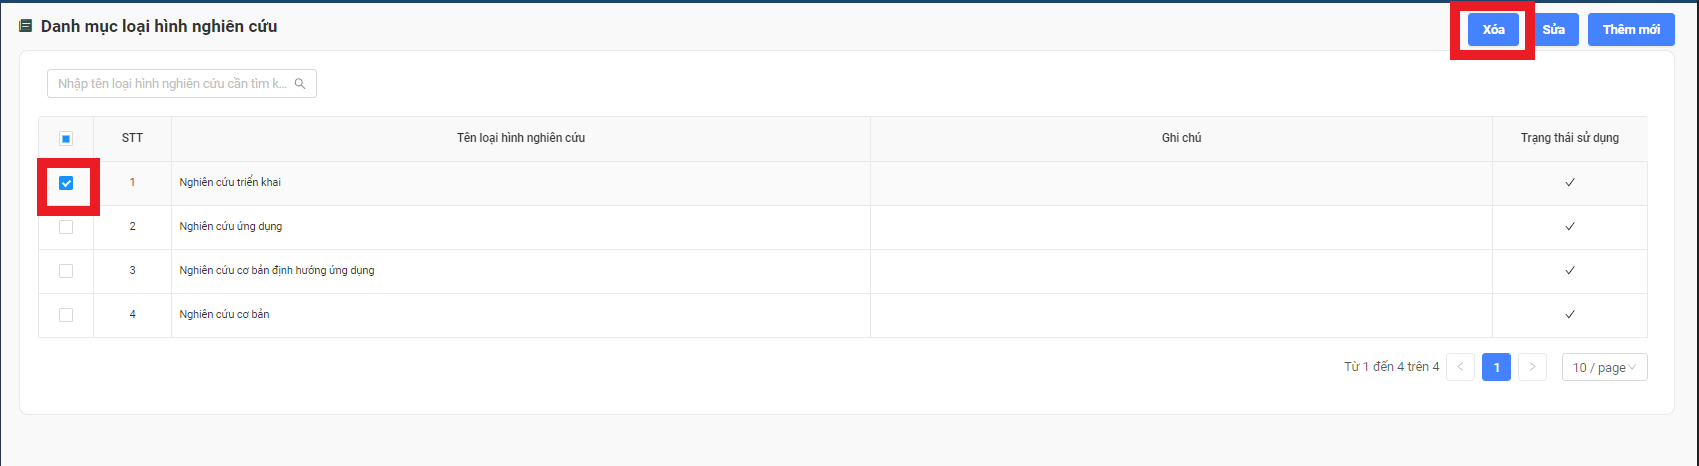 Danh mục loại hình nghiên cứu
Xóa Sửa Thêm mới
Nhập tên loại hình nghiên cứu cần tìm k...
STT Tên loại hình nghiên cứu Ghi chú Trạng thái sử dụng
1 Nghiên cứu triển khai
2 Nghiên cứu ứng dụng
3 Nghiên cứu cơ bản định hướng ứng dụng
4 Nghiên cứu cơ bản
Từ 1 đến 4 trên 4 < 1 > 10 / page